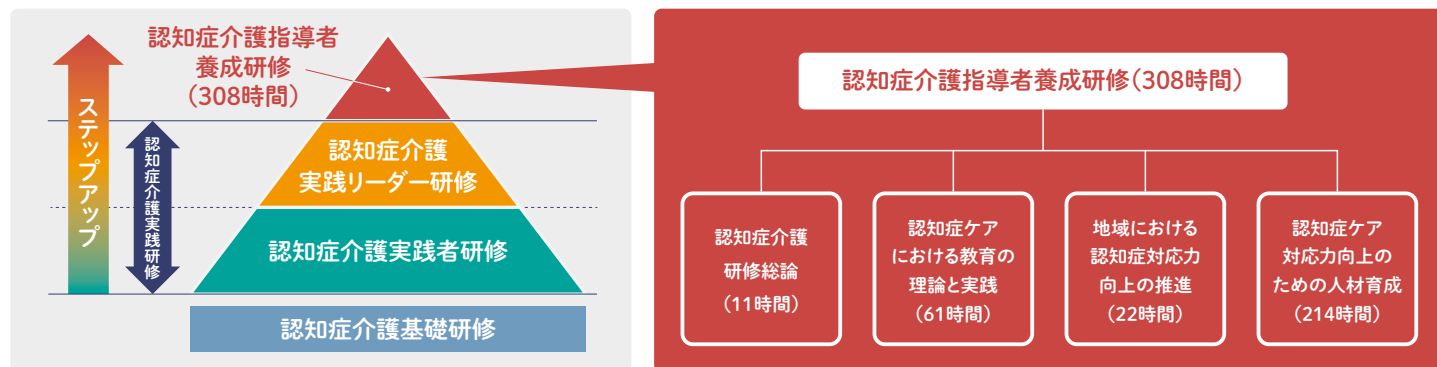 認知症介護指導者
養成研修
（308時間）
ステップアップ
認知症介護実践研修
認知症介護
実践リーダー研修
認知症介護実践者研修
認知症介護基礎研修
認知症介護指導者養成研修（308時間）
認知症介護
研修総論
（11時間）
認知症ケア
における教育の
理論と実践
（61時間）
地域における
認知症対応力
向上の推進
（22時間）
認知症ケア
対応力向上の
ための人材育成
（214時間）